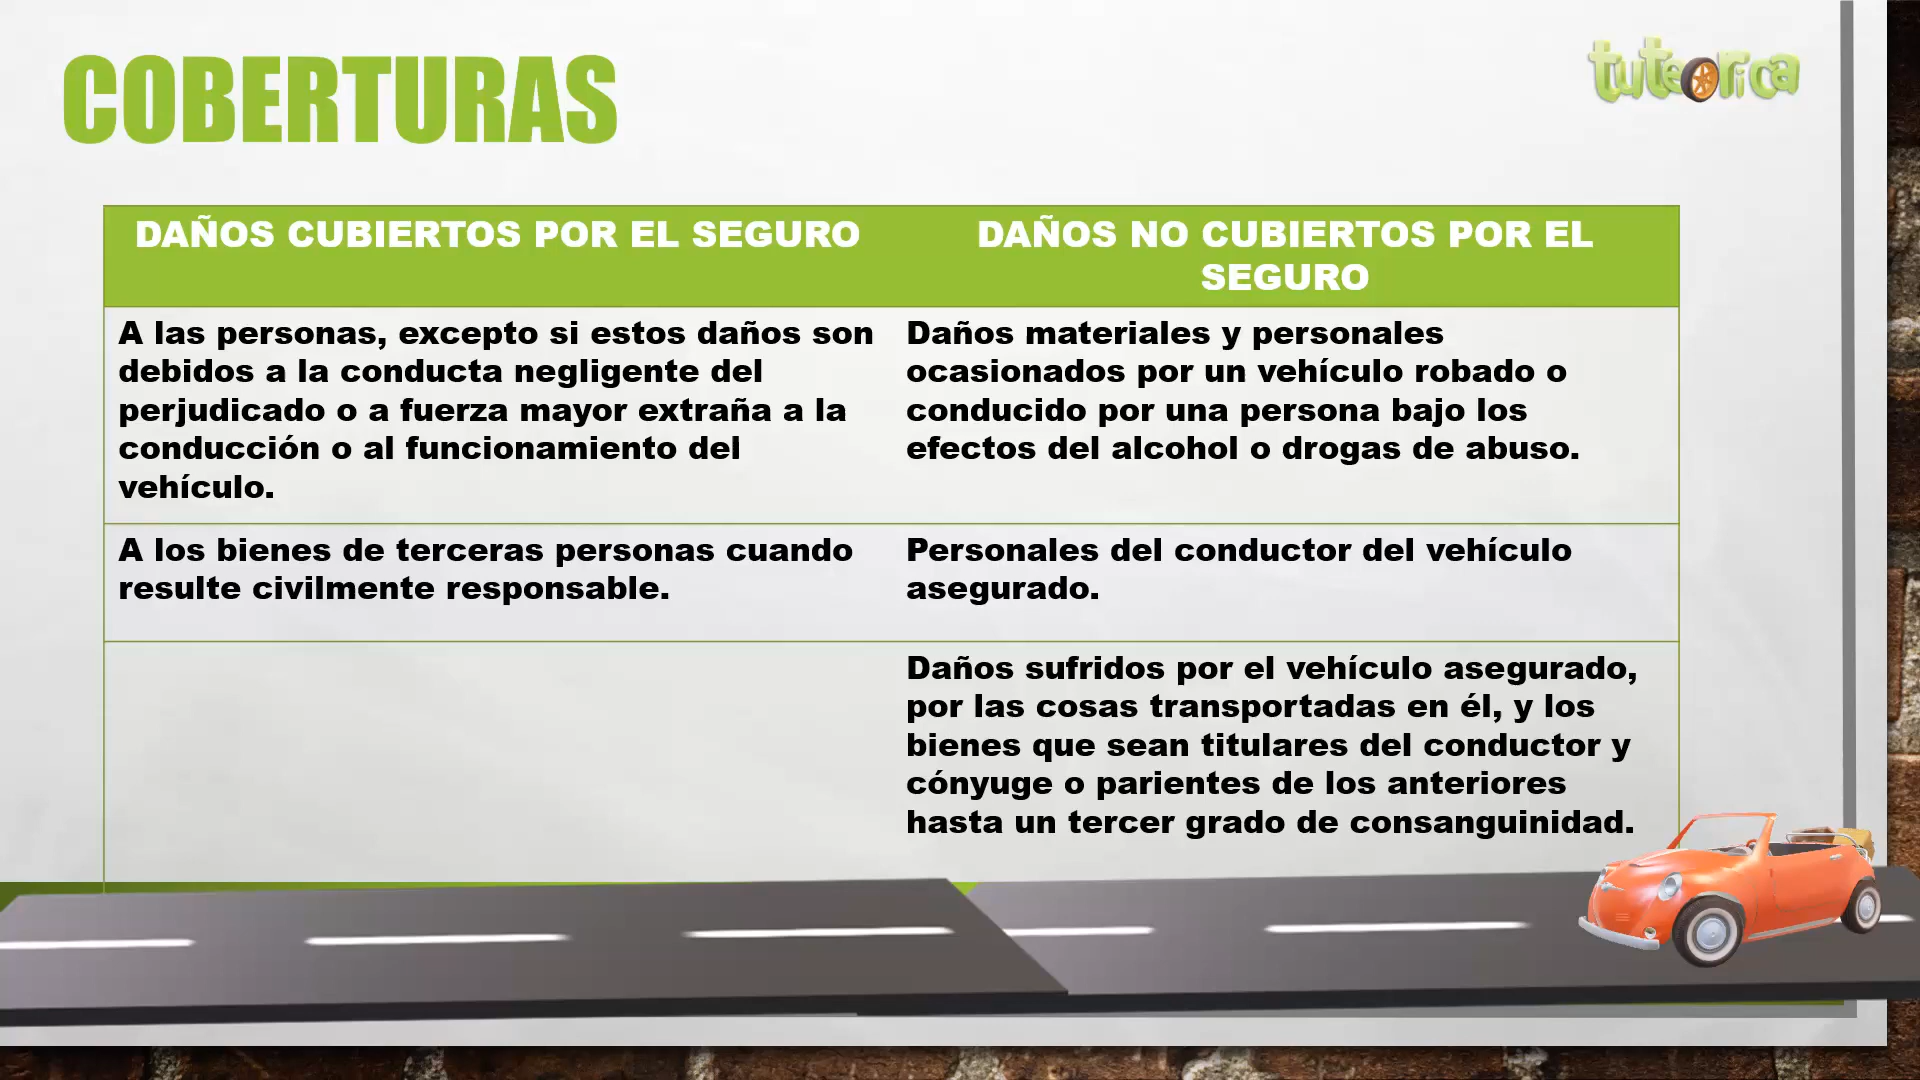 COBERTURAS
tuteorica
DAÑOS CUBIERTOS POR EL SEGURO
DAÑOS NO CUBIERTOS POR EL
SEGURO
A las personas, excepto si estos daños son
debidos a la conducta negligente del
perjudicado o a fuerza mayor extraña a la
conducción o al funcionamiento del
vehículo.
Daños materiales y personales
ocasionados por un vehículo robado o
conducido por una persona bajo los
efectos del alcohol o drogas de abuso.
A los bienes de terceras personas cuando
resulte civilmente responsable.
Personales del conductor del vehículo
asegurado.
Daños sufridos por el vehículo asegurado,
por las cosas transportadas en él, y los
bienes que sean titulares del conductor y
cónyuge o parientes de los anteriores
hasta un tercer grado de consanguinidad.